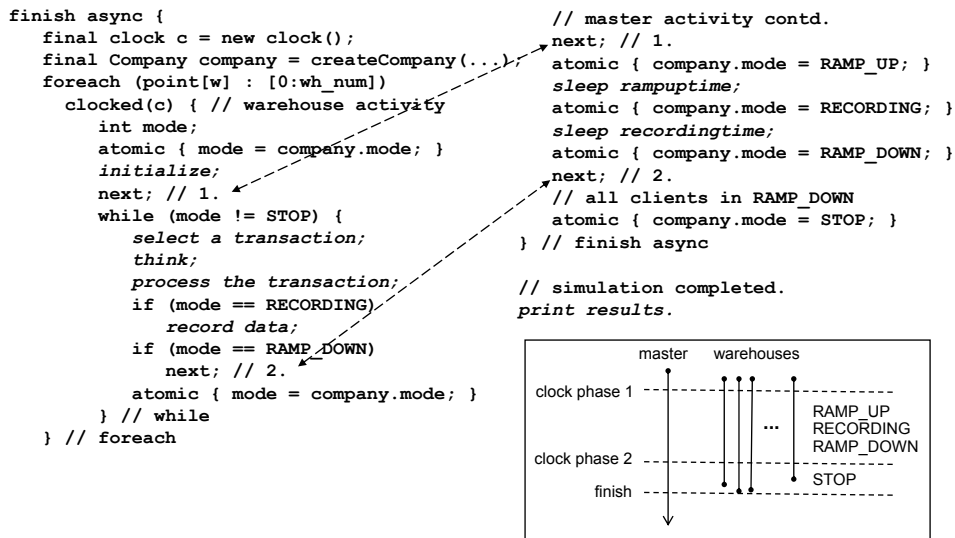 finish async {
final clock c = new clock();
final Company company = createCompany(...);
foreach (point[w] : [0:wh_num])
clocked(c) { // warehouse activity
int mode;
atomic { mode = company.mode; }
initialize;
next; // 1.
while (mode != STOP) {
select a transaction;
think;
process the transaction;
if (mode == RECORDING)
record data;
if (mode == RAMP_DOWN)
next; // 2.
atomic { mode = company.mode; }
} // while
} // foreach
// master activity contd.
next; // 1.
atomic { company.mode = RAMP_UP; }
sleep rampuptime;
atomic { company.mode = RECORDING; }
sleep recordingtime;
atomic { company.mode = RAMP_DOWN; }
next; // 2.
// all clients in RAMP_DOWN
atomic { company.mode = STOP; }
} // finish async
// simulation completed.
print results.
master warehouses
clock phase 1
...
RAMP_UP
RECORDING
RAMP_DOWN
clock phase 2
STOP
finish